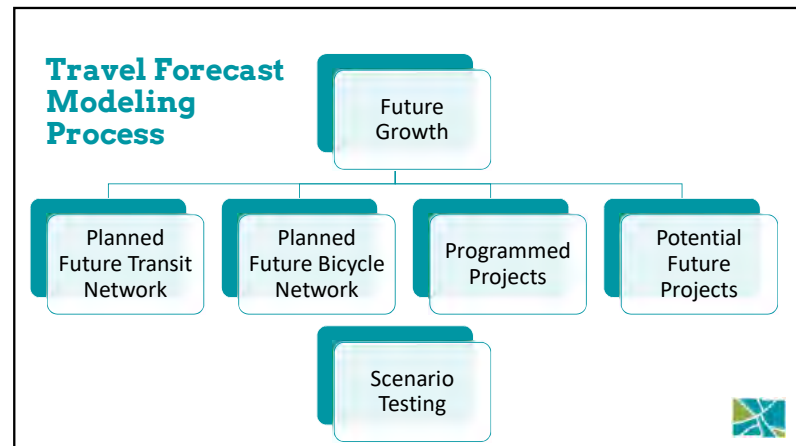 Travel Forecast
Modeling
Process
Future
Growth
Planned
Future Transit
Network
Planned
Future Bicycle
Network
Programmed
Projects
Potential
Future
Projects
Scenario
Testing